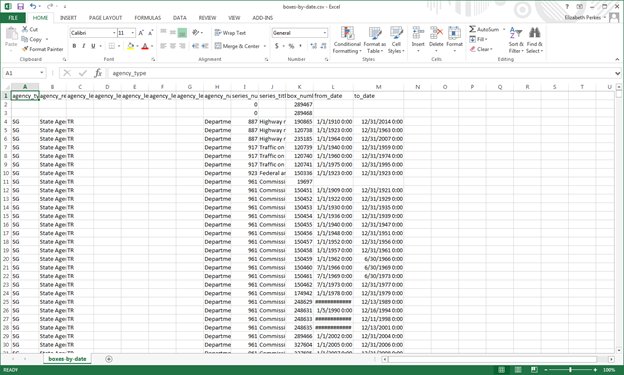 boxes-by-date.csv - Excel
FILE HOME INSERT PAGE LAYOUT FORMULAS DATA REVIEW VIEW ADD-INS Elizabeth Perkes
Cut Calibri 11 Wrap Text General AutoSum
Copy Fill
Format Painter B I U Merge & Center $ % Conditional Formatting Format as Table Cell Styles Insert Delete Format Clear Sort & Filter Find & Select
Paste
Clipboard Font Alignment Number Styles Cells Editing
A1 fx agency_type
A B C D E F G H I J K L M N O P Q R S T U
1 agency_ty agency_re agency_le agency_le agency_le agency_le agency_le agency_na series_nu series_titl box_numl from_date to_date
2 0 289467
3 0 289468
4 SG State Agen TR Departme 887 Highway r 190865 1/1/1910 0:00 12/31/2014 0:00
5 SG State Agen TR Departme 887 Highway r 120738 1/1/1923 0:00 12/31/1963 0:00
6 SG State Agen TR Departme 887 Highway r 235185 1/1/1964 0:00 12/31/2007 0:00
7 SG State Agen TR Departme 917 Traffic on 120739 1/1/1940 0:00 12/31/1959 0:00
8 SG State Agen TR Departme 917 Traffic on 120740 1/1/1960 0:00 12/31/1974 0:00
9 SG State Agen TR Departme 917 Traffic on 120741 1/1/1975 0:00 12/31/1995 0:00
10 SG State Agen TR Departme 923 Federal ar 150336 1/1/1923 0:00 12/31/1923 0:00
11 SG State Agen TR Departme 961 Commissi 19697
12 SG State Agen TR Departme 961 Commissi 150451 1/1/1909 0:00 12/31/1921 0:00
13 SG State Agen TR Departme 961 Commissi 150452 1/1/1922 0:00 12/31/1929 0:00
14 SG State Agen TR Departme 961 Commissi 150453 1/1/1930 0:00 12/31/1935 0:00
15 SG State Agen TR Departme 961 Commissi 150454 1/1/1936 0:00 12/31/1939 0:00
16 SG State Agen TR Departme 961 Commissi 150455 1/1/1940 0:00 12/31/1947 0:00
17 SG State Agen TR Departme 961 Commissi 150456 1/1/1948 0:00 12/31/1951 0:00
18 SG State Agen TR Departme 961 Commissi 150457 1/1/1952 0:00 12/31/1956 0:00
19 SG State Agen TR Departme 961 Commissi 150458 1/1/1957 0:00 12/31/1961 0:00
20 SG State Agen TR Departme 961 Commissi 150459 1/1/1962 0:00 6/30/1966 0:00
21 SG State Agen TR Departme 961 Commissi 150460 7/1/1966 0:00 6/30/1969 0:00
22 SG State Agen TR Departme 961 Commissi 150461 7/1/1969 0:00 6/30/1973 0:00
23 SG State Agen TR Departme 961 Commissi 150462 7/1/1973 0:00 12/31/1977 0:00
24 SG State Agen TR Departme 961 Commissi 174942 1/1/1978 0:00 12/31/1979 0:00
25 SG State Agen TR Departme 961 Commissi 248629 ########### 12/13/1989 0:00
26 SG State Agen TR Departme 961 Commissi 248631 1/5/1990 0:00 12/16/1994 0:00
27 SG State Agen TR Departme 961 Commissi 248633 ########### 12/11/1998 0:00
28 SG State Agen TR Departme 961 Commissi 248635 ########### 12/13/2001 0:00
29 SG State Agen TR Departme 961 Commissi 289466 1/1/2002 0:00 12/31/2004 0:00
30 SG State Agen TR Departme 961 Commissi 327604 1/1/2005 0:00 12/31/2006 0:00
boxes-by-date
READY 100%